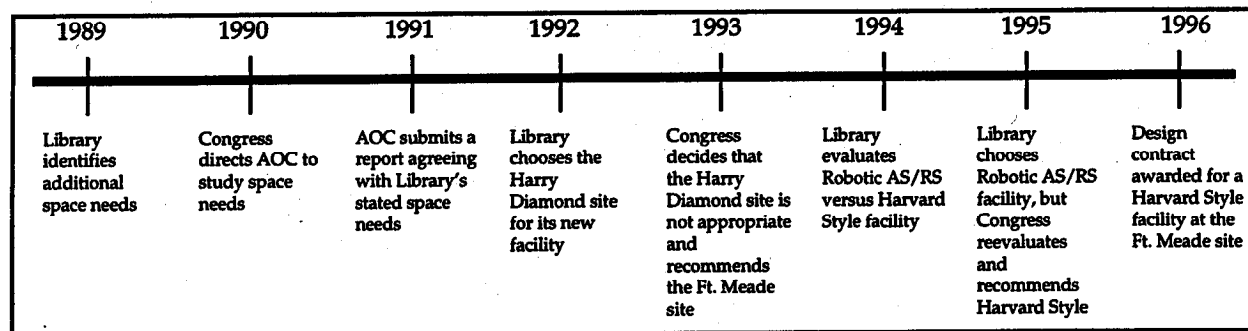 1989
1990
1991
1992
1993
1994
1995
1996
Library
identifies
additional
space needs
Congress
directs AOC to
study space
needs
AOC submits a
report agreeing
with Library's
stated space
needs
Library
chooses the
Harry
Diamond site
for its new
facility
Congress
decides that
the Harry
Diamond site is
not appropriate
and
recommends
the Ft. Meade
site
Library
evaluates
Robotic AS/RS
versus Harvard
Style facility
Library
chooses
Robotic AS/RS
facility, but
Congress
reevaluates
and
recommends
Harvard Style
Design
contract
awarded for a
Harvard Style
facility at the
Ft. Meade site